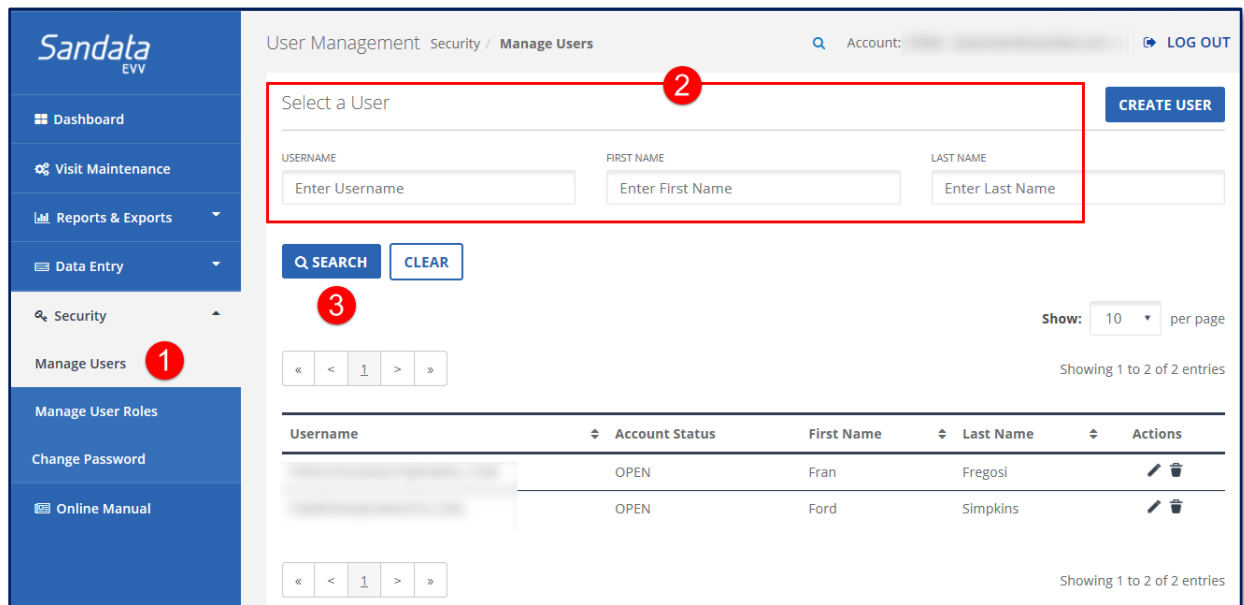 Sandata
EVV
Dashboard
Visit Maintenance
Reports & Exports
Data Entry
Security
1
Manage Users
Manage User Roles
Change Password
Online Manual
User Management Security / Manage Users
Account:
LOG OUT
2
Select a User
CREATE USER
USERNAME FIRST NAME LAST NAME
Enter Username Enter First Name Enter Last Name
SEARCH CLEAR
3
Show: 10 per page
« < 1 > » Showing 1 to 2 of 2 entries
Username Account Status First Name Last Name Actions
OPEN Fran Fregosi
OPEN Ford Simpkins
« < 1 > » Showing 1 to 2 of 2 entries